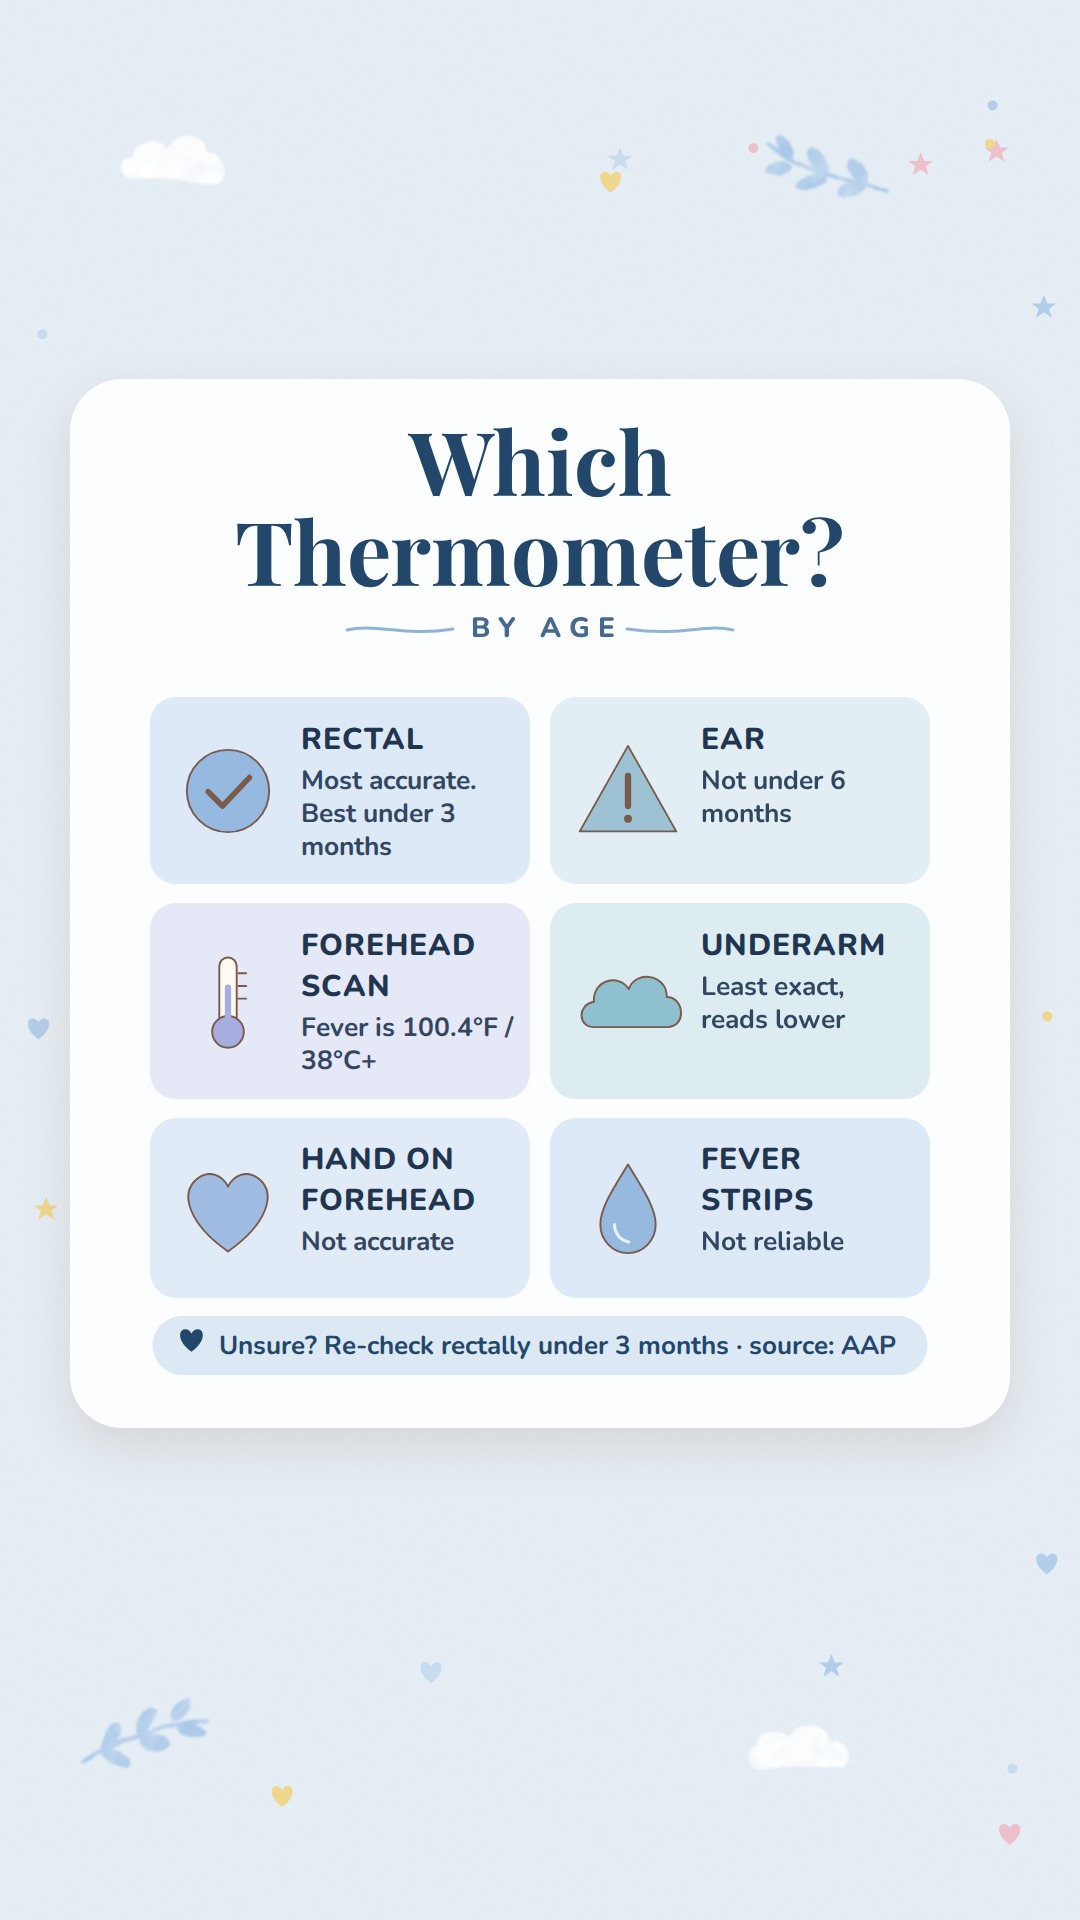 Which
Thermometer?
BY AGE
RECTAL
Most accurate.
Best under 3
months
EAR
Not under 6
months
FOREHEAD
SCAN
Fever is 100.4°F /
38°C+
UNDERARM
Least exact,
reads lower
HAND ON
FOREHEAD
Not accurate
FEVER
STRIPS
Not reliable
Unsure? Re-check rectally under 3 months · source: AAP